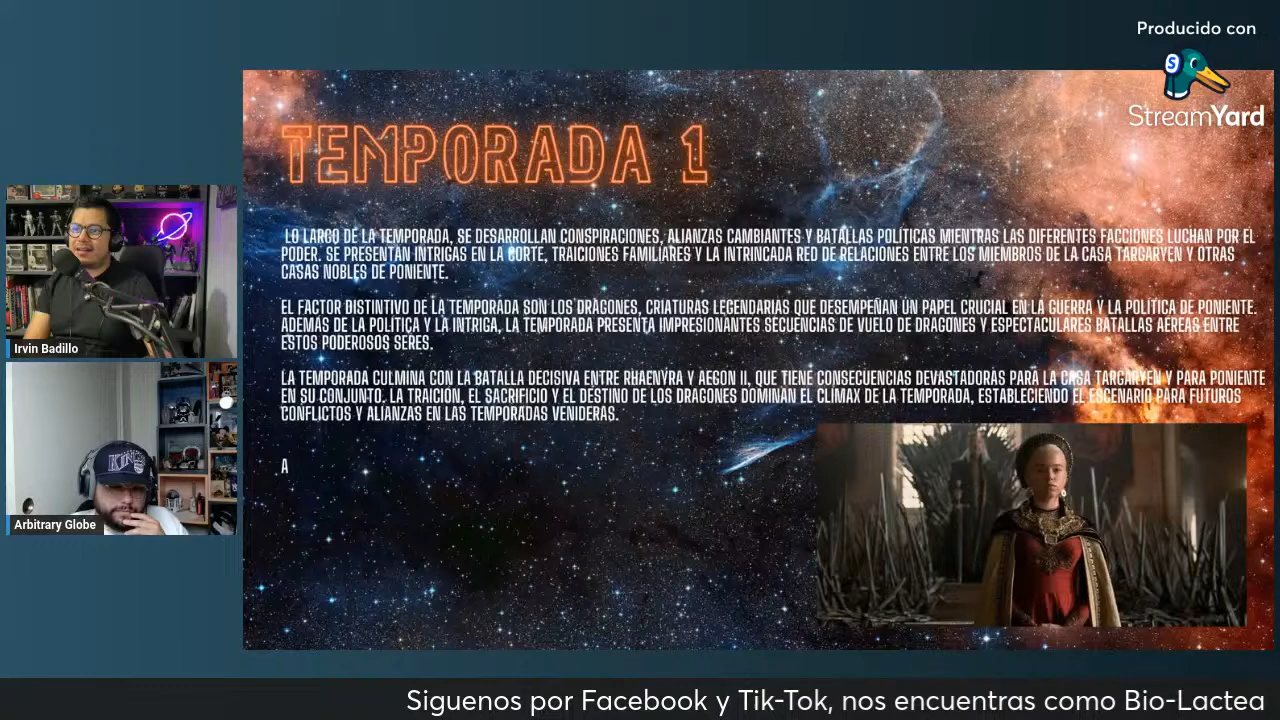 Producido con
StreamYard
TEMPORADA 1
LO LARGO DE LA TEMPORADA, SE DESARROLLAN CONSPIRACIONES, ALIANZAS CAMBIANTES Y BATALLAS POLÍTICAS MIENTRAS LAS DIFERENTES FACCIONES LUCHAN POR EL
PODER. SE PRESENTAN INTRIGAS EN LA CORTE, TRAICIONES FAMILIARES Y LA INTRINCADA RED DE RELACIONES ENTRE LOS MIEMBROS DE LA CASA TARGARYEN Y OTRAS
CASAS NOBLES DE PONIENTE.
EL FACTOR DISTINTIVO DE LA TEMPORADA SON LOS DRAGONES, CRIATURAS LEGENDARIAS QUE DESEMPEÑAN UN PAPEL CRUCIAL EN LA GUERRA Y LA POLÍTICA DE PONIENTE.
ADEMÁS DE LA POLÍTICA Y LA INTRIGA, LA TEMPORADA PRESENTA IMPRESIONANTES SECUENCIAS DE VUELO DE DRAGONES Y ESPECTACULARES BATALLAS AÉREAS ENTRE
ESTOS PODEROSOS SERES.
LA TEMPORADA CULMINA CON LA BATALLA DECISIVA ENTRE RHAENYRA Y AEGON II, QUE TIENE CONSECUENCIAS DEVASTADORAS PARA LA CASA TARGARYEN Y PARA PONIENTE
EN SU CONJUNTO. LA TRAICIÓN, EL SACRIFICIO Y EL DESTINO DE LOS DRAGONES DOMINAN EL CLÍMAX DE LA TEMPORADA, ESTABLECIENDO EL ESCENARIO PARA FUTUROS
CONFLICTOS Y ALIANZAS EN LAS TEMPORADAS VENIDERAS.
A
Irvin Badillo
KINGS
Arbitrary Globe
Siguenos por Facebook y Tik-Tok, nos encuentras como Bio-Lactea